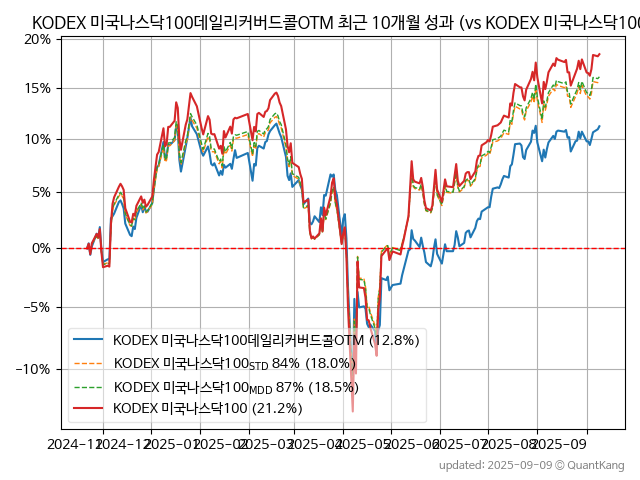 KODEX 미국나스닥100데일리커버드콜OTM 최근 10개월 성과 (vs KODEX 미국나스닥100
20%
15%
10%
5%
0%
−5%
−10%
KODEX 미국나스닥100데일리커버드콜OTM (12.8%)
KODEX 미국나스닥100STD 84% (18.0%)
KODEX 미국나스닥100MDD 87% (18.5%)
KODEX 미국나스닥100 (21.2%)
2024-11 2024-12 2025-01 2025-02 2025-03 2025-04 2025-05 2025-06 2025-07 2025-08 2025-09
updated: 2025-09-09 © QuantKang